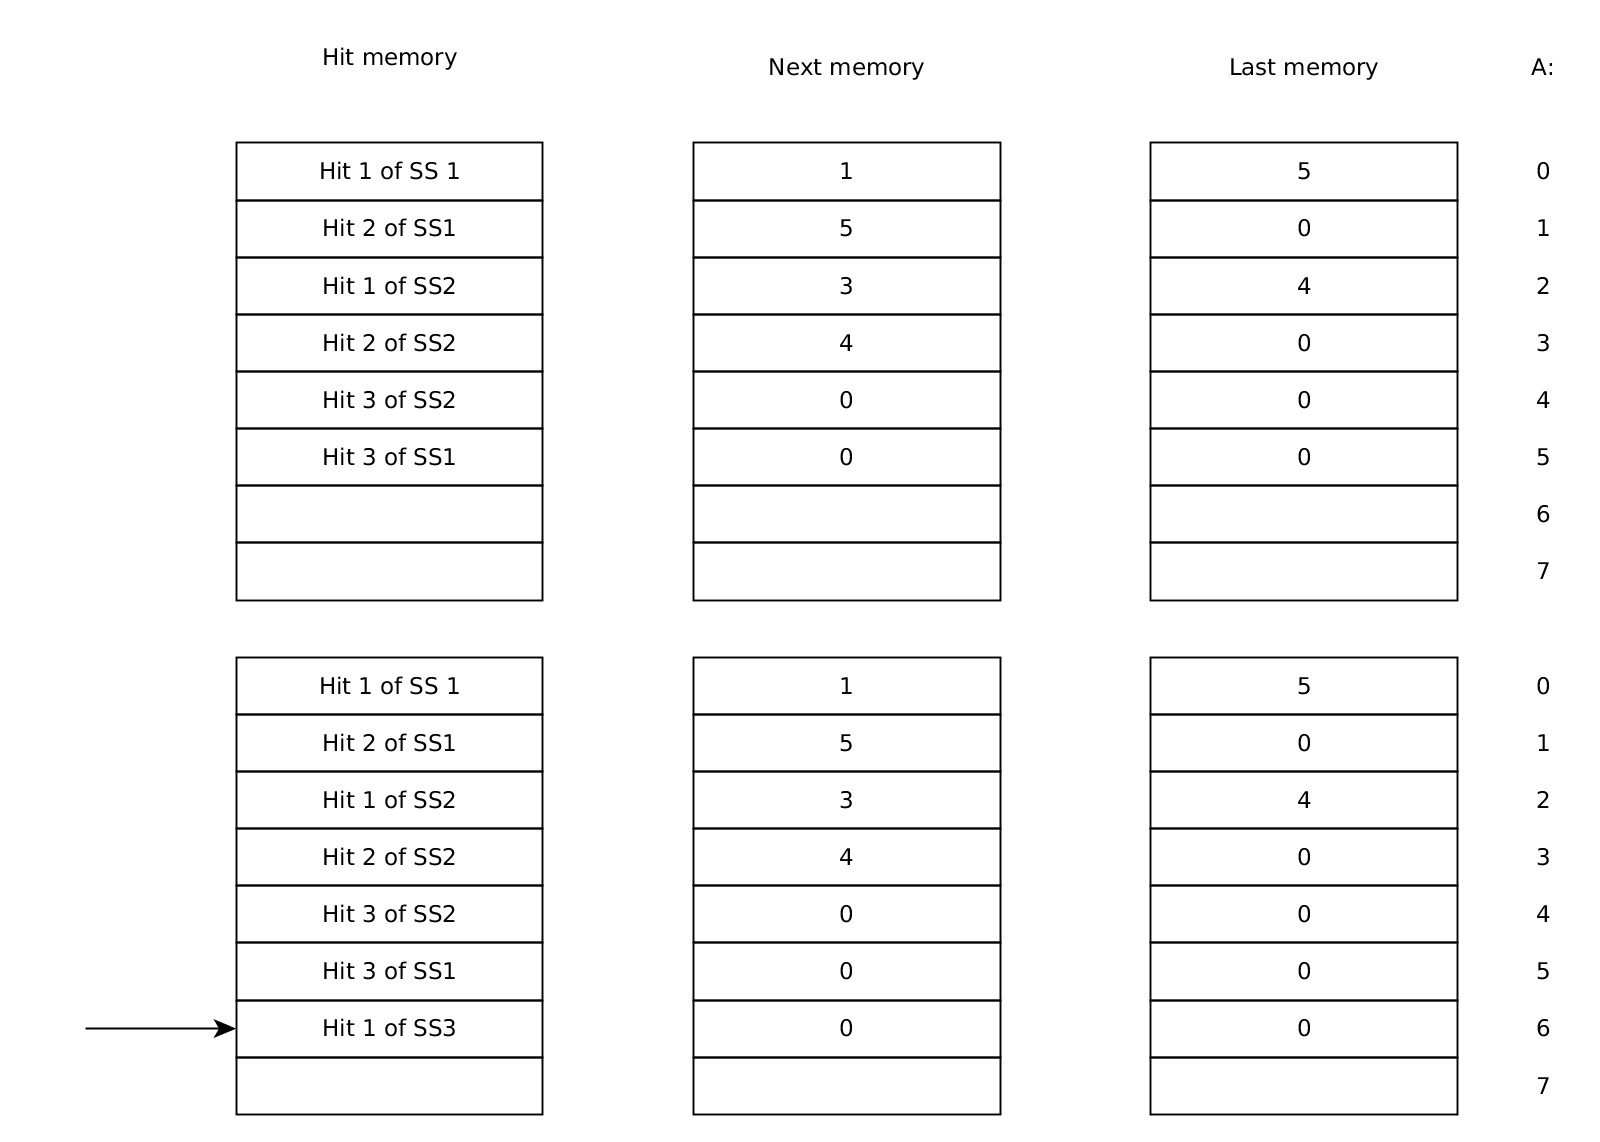 Hit memory Next memory Last memory A:
Hit 1 of SS 1 1 5 0
Hit 2 of SS1 5 0 1
Hit 1 of SS2 3 4 2
Hit 2 of SS2 4 0 3
Hit 3 of SS2 0 0 4
Hit 3 of SS1 0 0 5
6
7
Hit 1 of SS 1 1 5 0
Hit 2 of SS1 5 0 1
Hit 1 of SS2 3 4 2
Hit 2 of SS2 4 0 3
Hit 3 of SS2 0 0 4
Hit 3 of SS1 0 0 5
Hit 1 of SS3 0 0 6
7